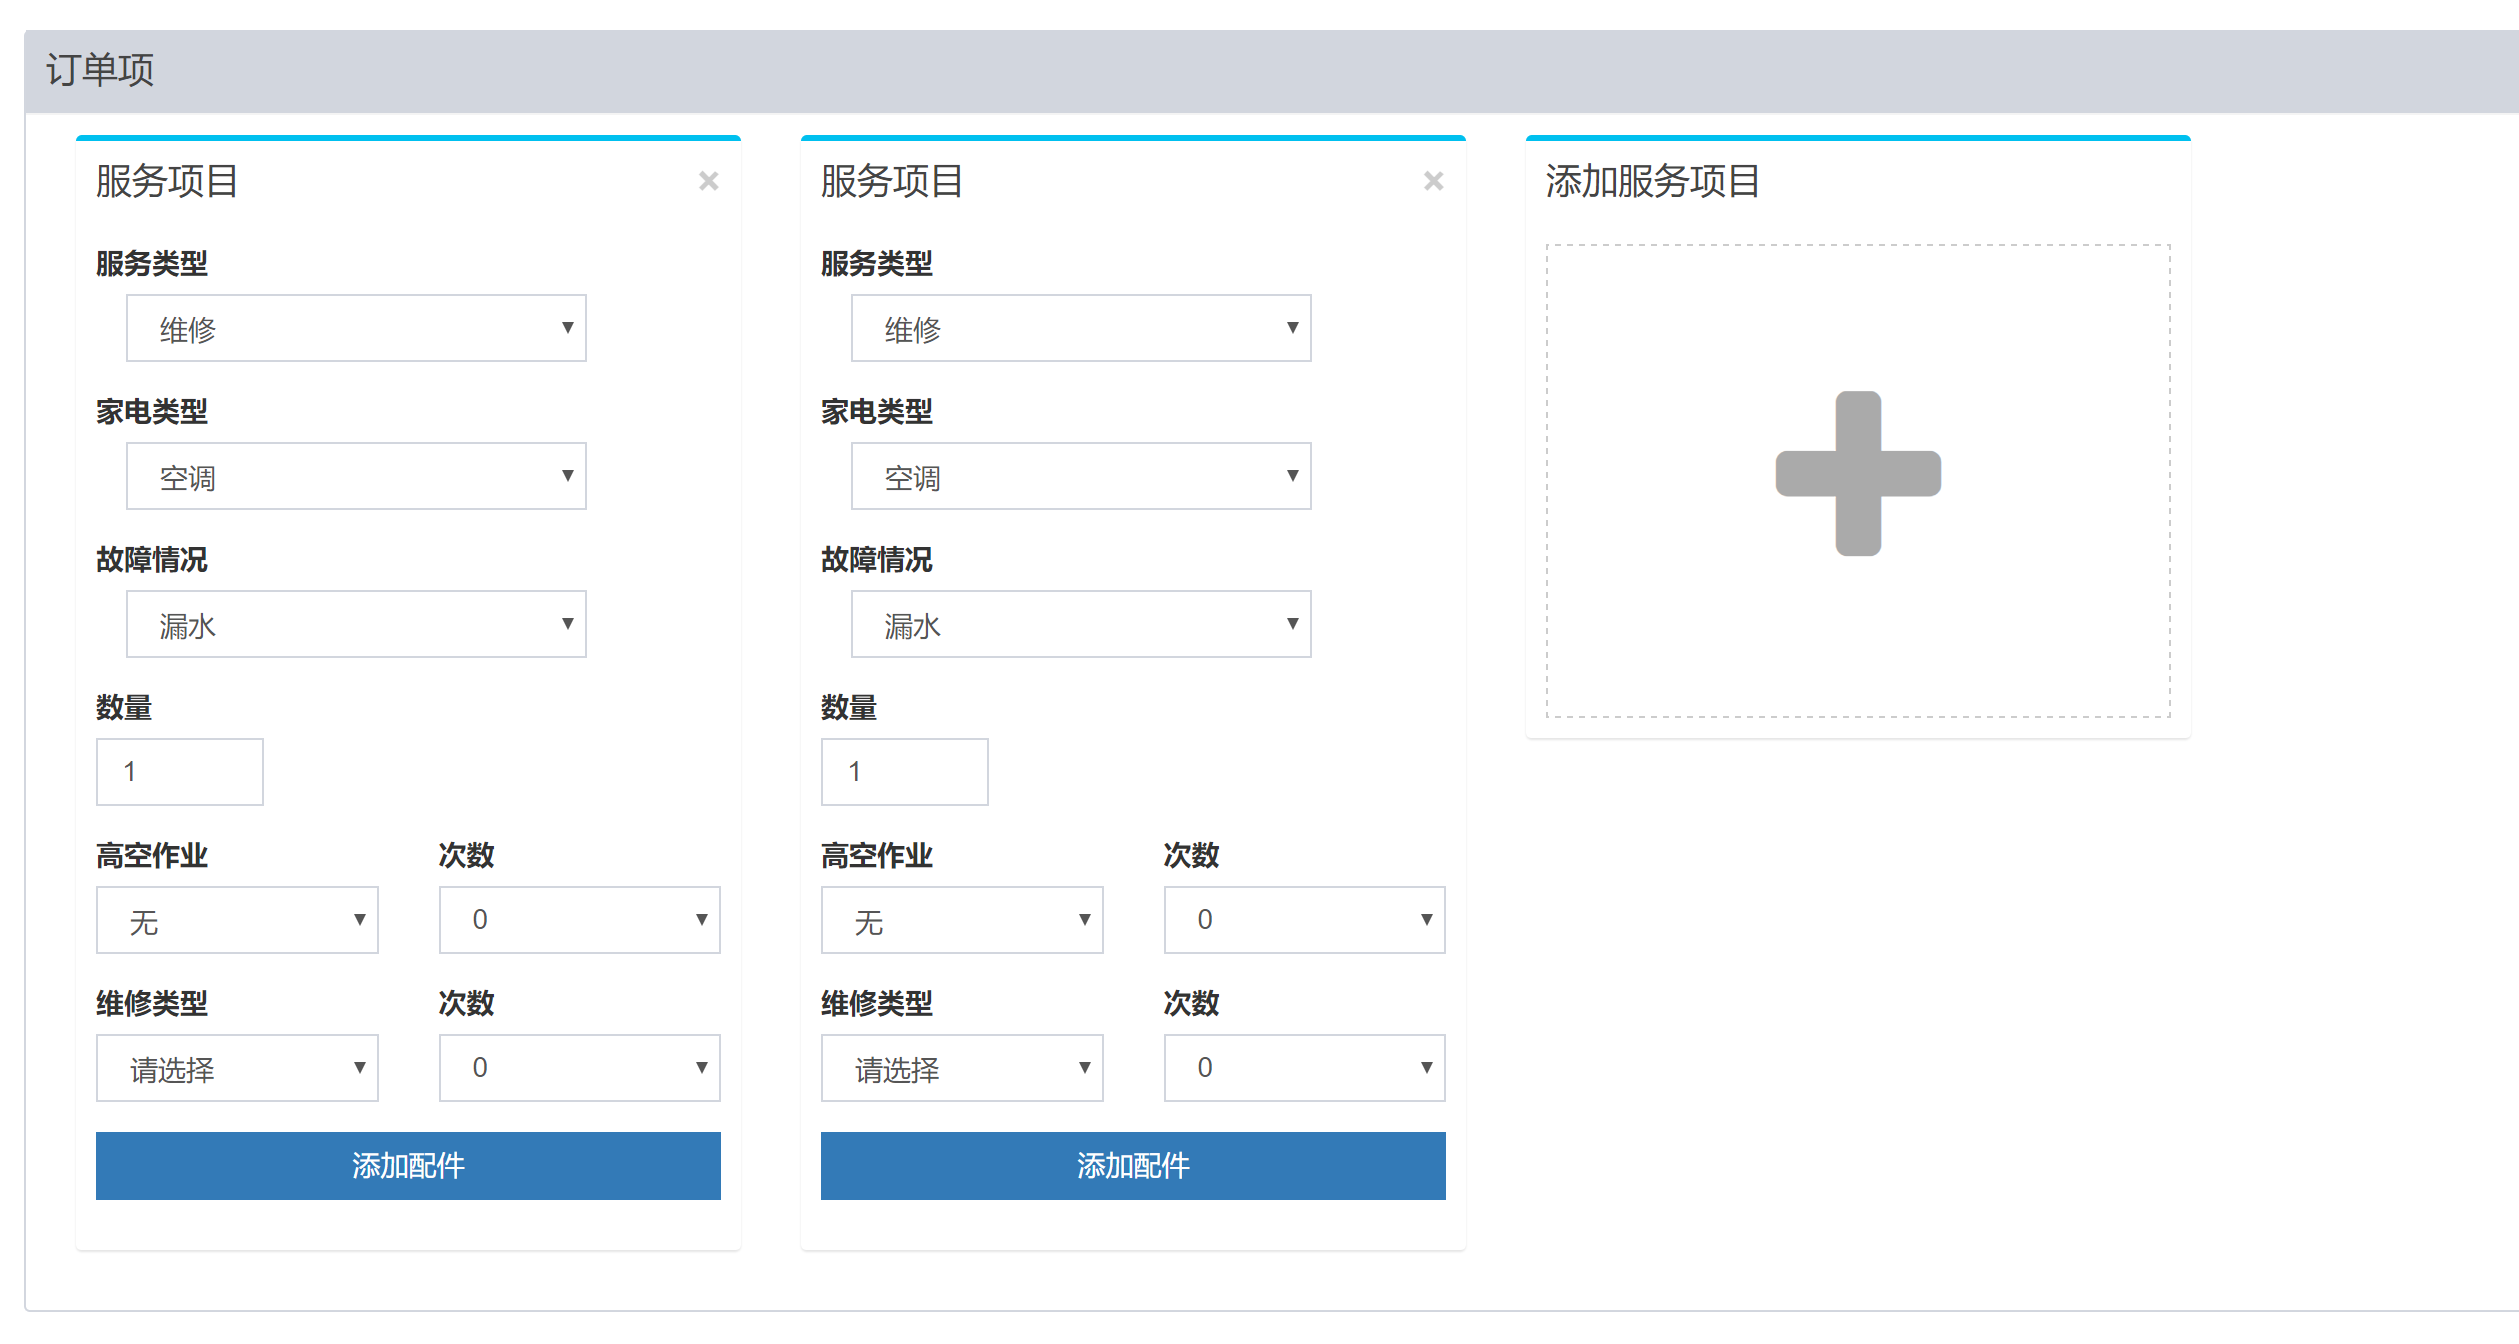 订单项
服务项目
服务类型
维修
家电类型
空调
故障情况
漏水
数量
1
高空作业 次数
无 0
维修类型 次数
请选择 0
添加配件
服务项目
服务类型
维修
家电类型
空调
故障情况
漏水
数量
1
高空作业 次数
无 0
维修类型 次数
请选择 0
添加配件
添加服务项目